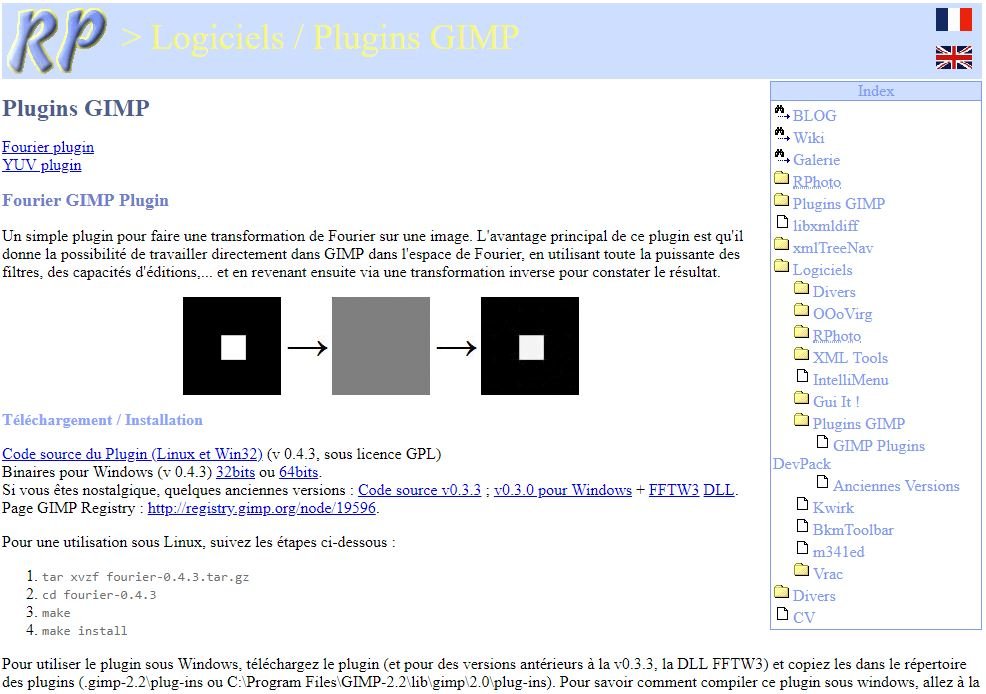 RP > Logiciels / Plugins GIMP
Plugins GIMP
Fourier plugin
YUV plugin
Fourier GIMP Plugin
Un simple plugin pour faire une transformation de Fourier sur une image. L'avantage principal de ce plugin est qu'il
donne la possibilité de travailler directement dans GIMP dans l'espace de Fourier, en utilisant toute la puissance des
filtres, des capacités d'éditions,... et en revenant ensuite via une transformation inverse pour constater le résultat.
Téléchargement / Installation
Code source du Plugin (Linux et Win32) (v 0.4.3, sous licence GPL)
Binaires pour Windows (v 0.4.3) 32bits ou 64bits.
Si vous êtes nostalgique, quelques anciennes versions : Code source v0.3.3 ; v0.3.0 pour Windows + FFTW3 DLL.
Page GIMP Registry : http://registry.gimp.org/node/19596.
Pour une utilisation sous Linux, suivez les étapes ci-dessous :
1. tar xvzf fourier-0.4.3.tar.gz
2. cd fourier-0.4.3
3. make
4. make install
Pour utiliser le plugin sous Windows, téléchargez le plugin (et pour des versions antérieurs à la v0.3.3, la DLL FFTW3) et copiez les dans le répertoire
des plugins (.gimp-2.2\plug-ins ou C:\Program Files\GIMP-2.2\lib\gimp\2.0\plug-ins). Pour savoir comment compiler ce plugin sous windows, allez à la
Index
BLOG
Wiki
Galerie
RPhoto
Plugins GIMP
libxmldiff
xmlTreeNav
Logiciels
Divers
OOoVirg
RPhoto
XML Tools
IntelliMenu
Gui It !
Plugins GIMP
GIMP Plugins
DevPack
Anciennes Versions
Kwirk
BkmToolbar
m341ed
Vrac
Divers
CV